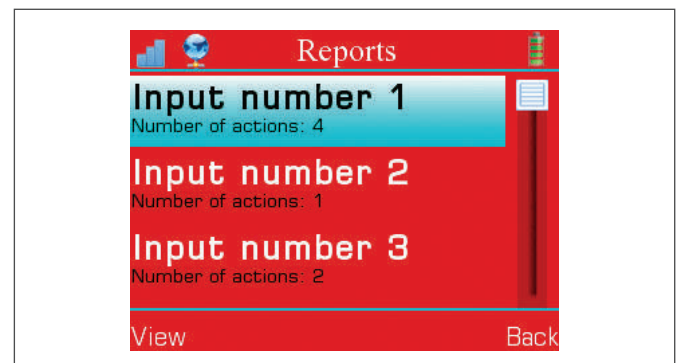 Reports
Input number 1
Number of actions: 4
Input number 2
Number of actions: 1
Input number 3
Number of actions: 2
View Back